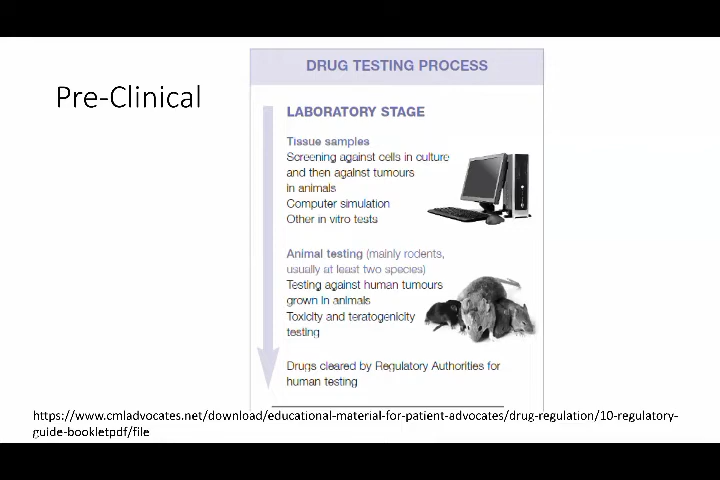 Pre-Clinical
DRUG TESTING PROCESS
LABORATORY STAGE
Tissue samples
Screening against cells in culture
and then against tumours
in animals
Computer simulation
Other in vitro tests
Animal testing (mainly rodents,
usually at least two species)
Testing against human tumours
grown in animals
Toxicity and teratogenicity
testing
Drugs cleared by Regulatory Authorities for
human testing
https://www.cmladvocates.net/download/educational-material-for-patient-advocates/drug-regulation/10-regulatory-
guide-bookletpdf/file